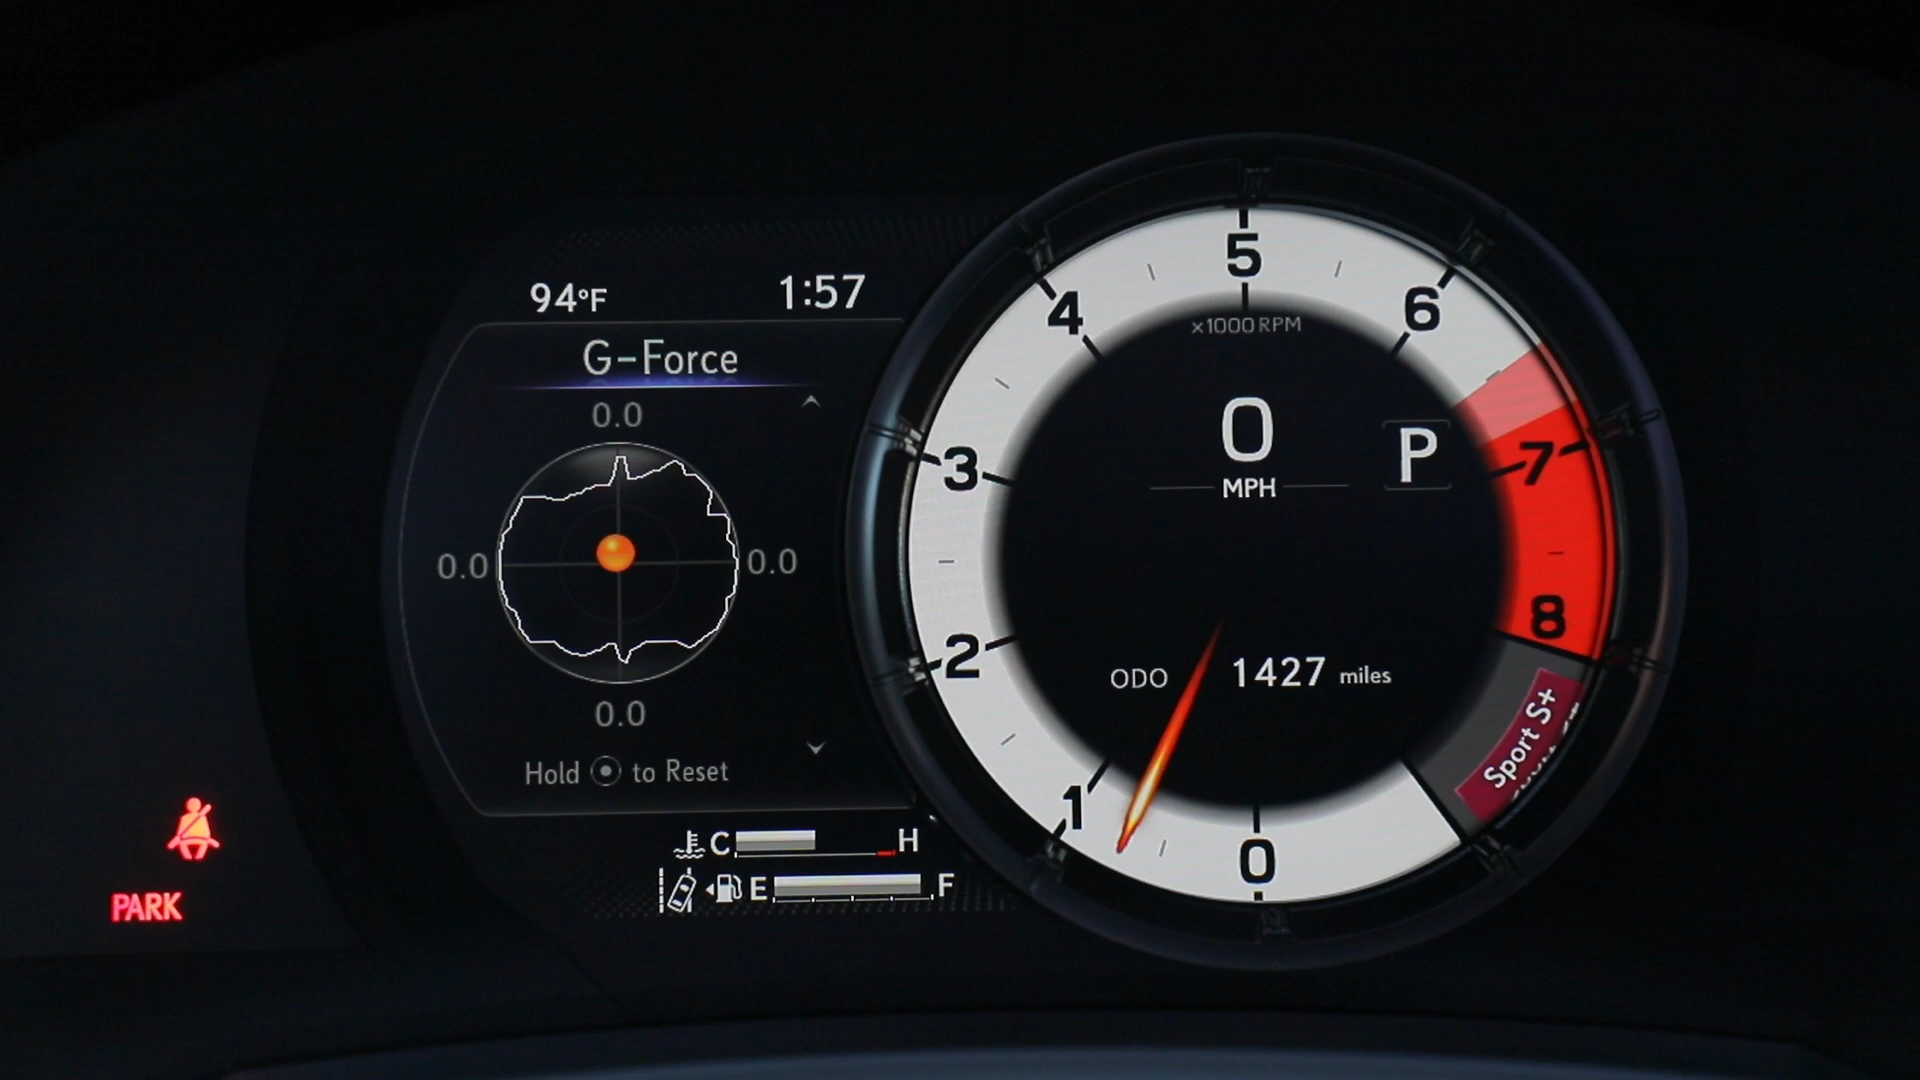 94°F 1:57
G-Force
0.0
0.0 0.0
0.0
Hold to Reset
C H
E F
PARK
0
1
2
3
4
5
6
7
8
x1000 RPM
0
MPH
P
ODO 1427 miles
Sport S+